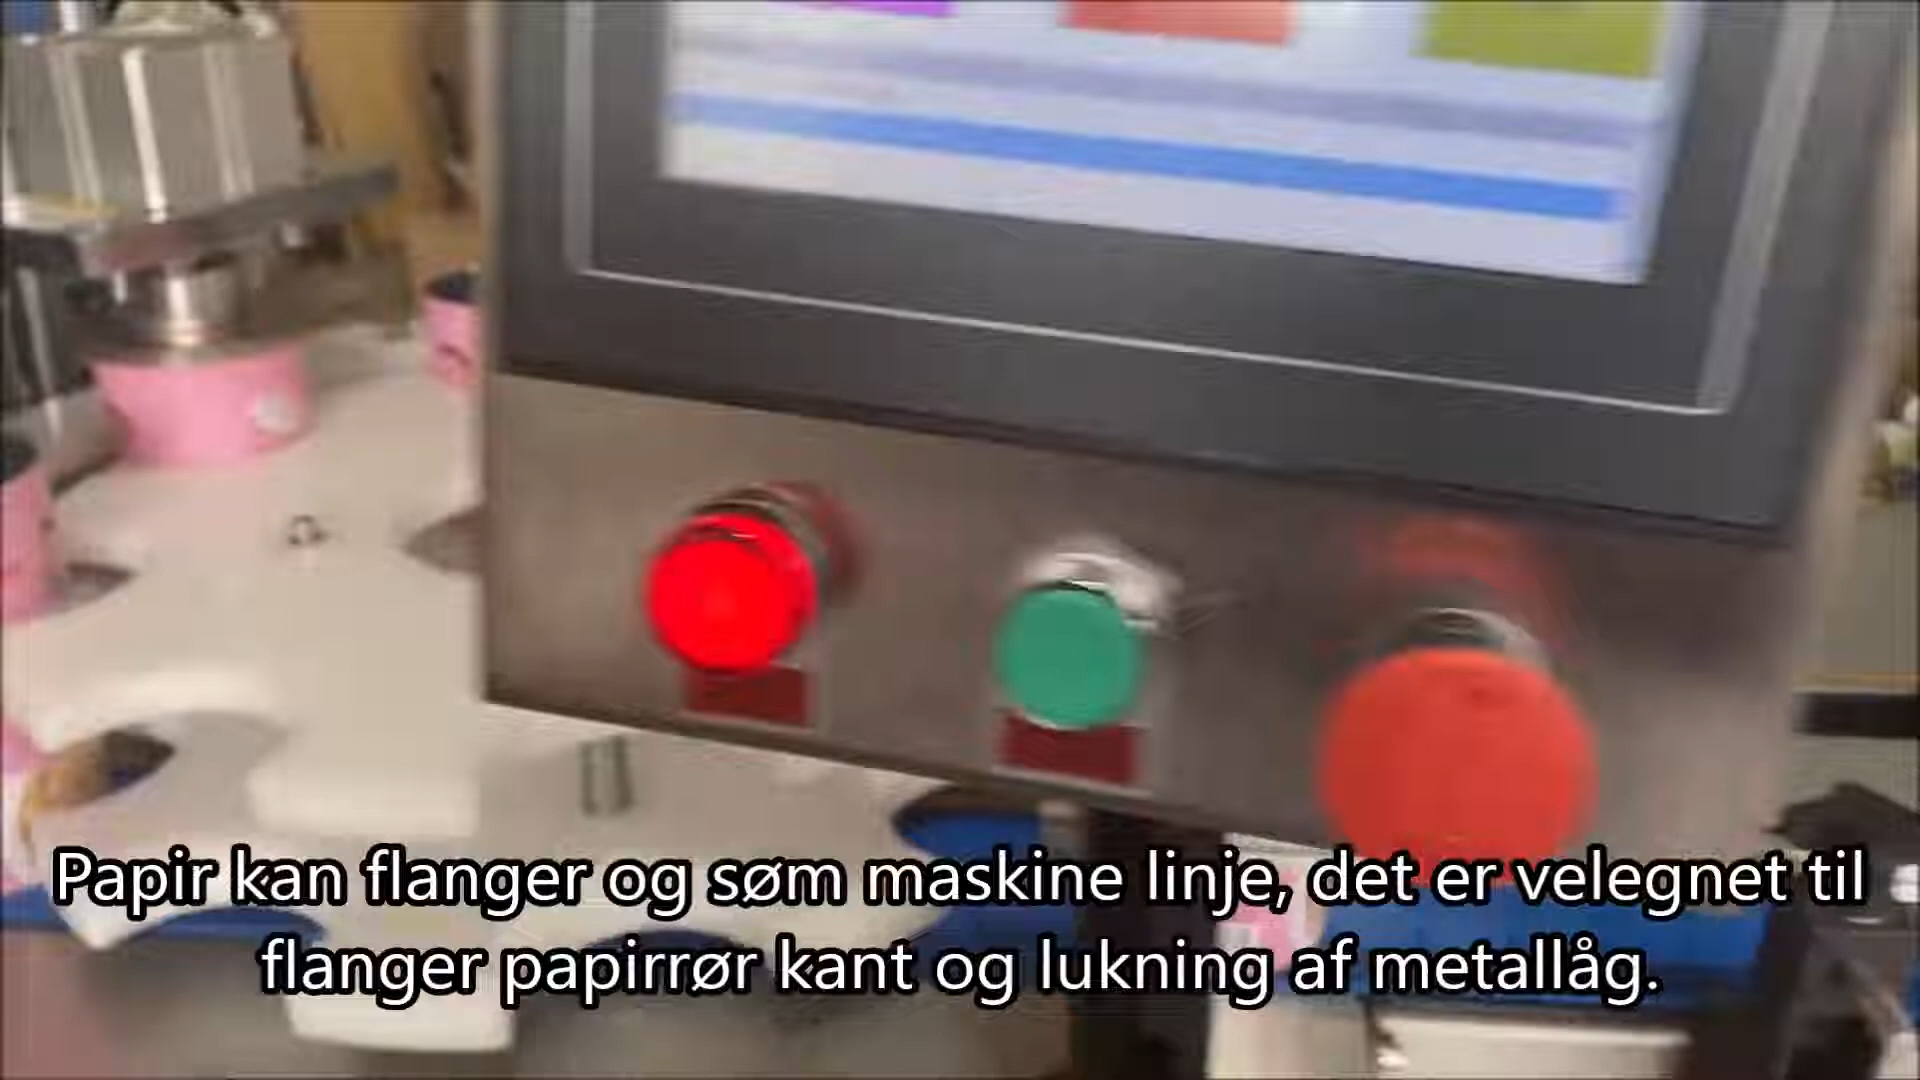 Papir kan flanger og søm maskine linje, det er velegnet til
flanger papirrør kant og lukning af metallåg.